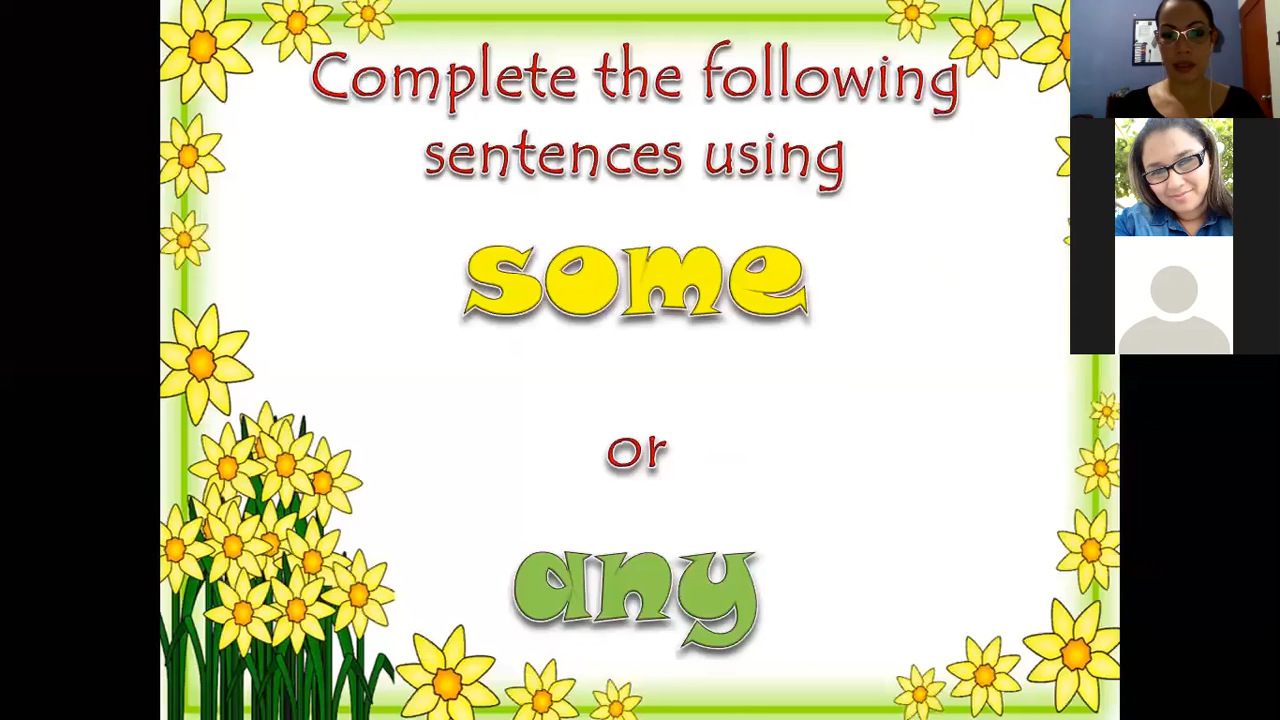 Complete the following
sentences using
some
or
any